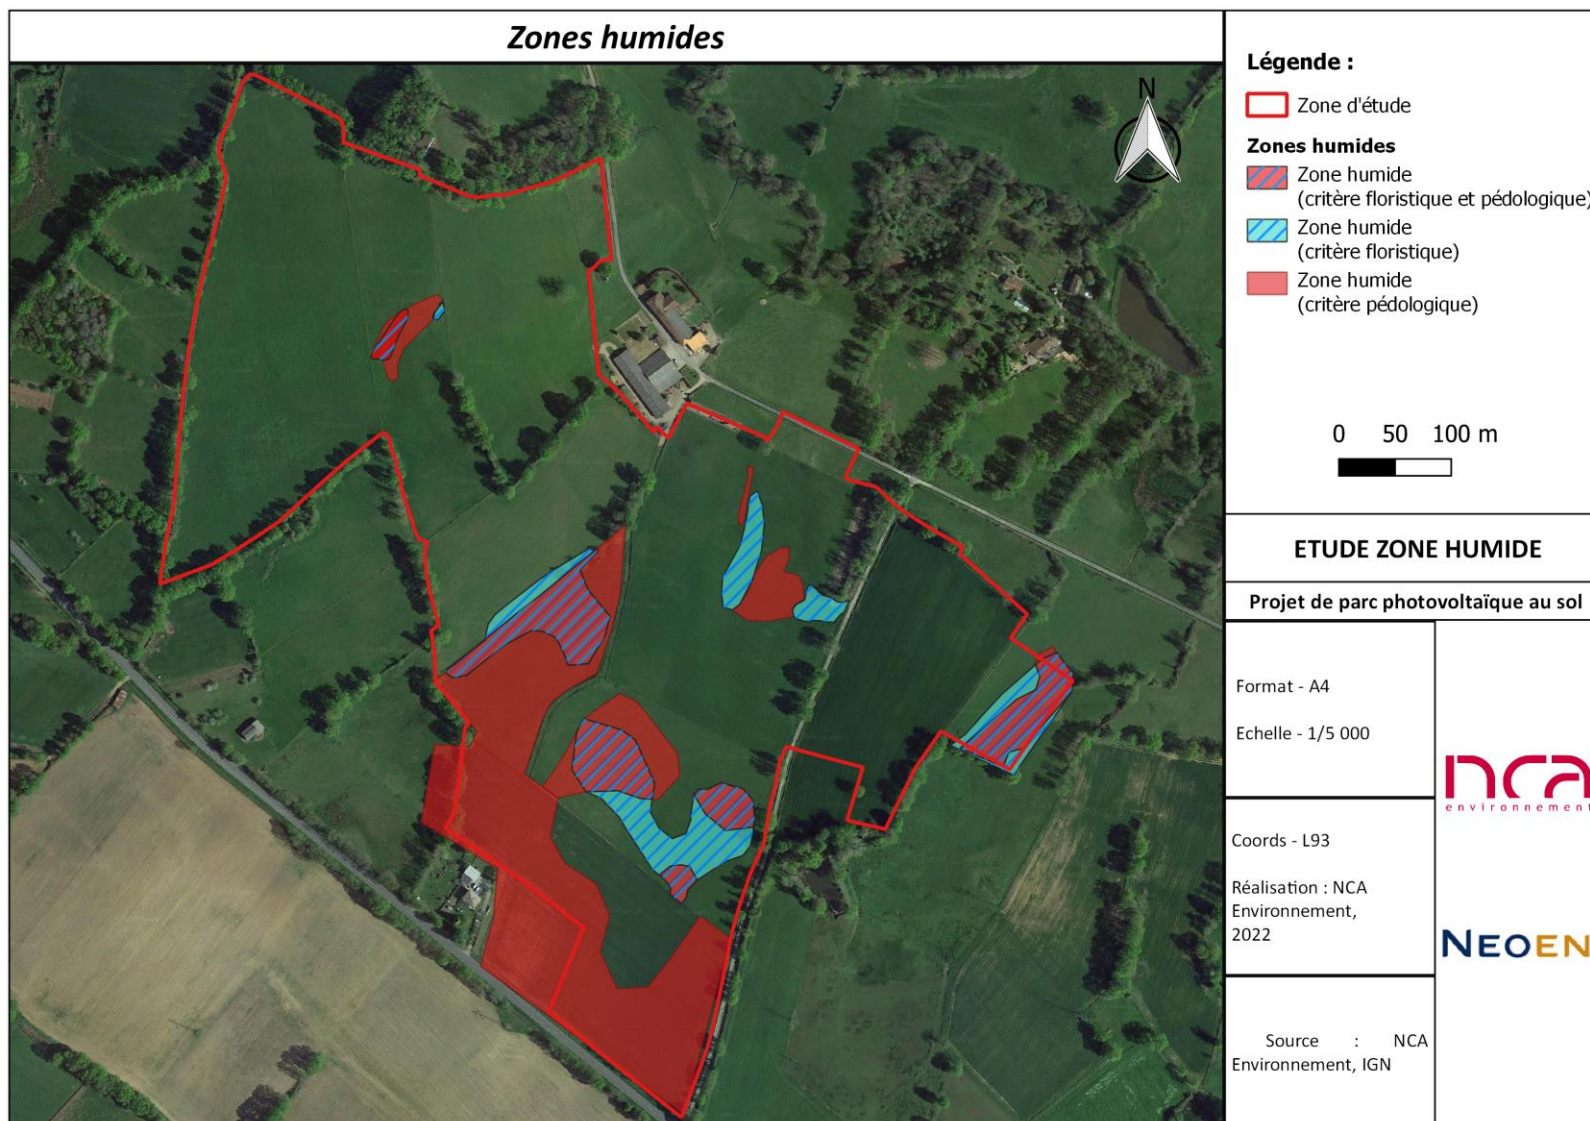 Zones humides
N
Légende :
Zone d'étude
Zones humides
Zone humide
(critère floristique et pédologique)
Zone humide
(critère floristique)
Zone humide
(critère pédologique)
0 50 100 m
ETUDE ZONE HUMIDE
Projet de parc photovoltaïque au sol
Format - A4
Echelle - 1/5 000
Coords - L93
Réalisation : NCA
Environnement,
2022
Source : NCA
Environnement, IGN
nca
environnement
NEOEN